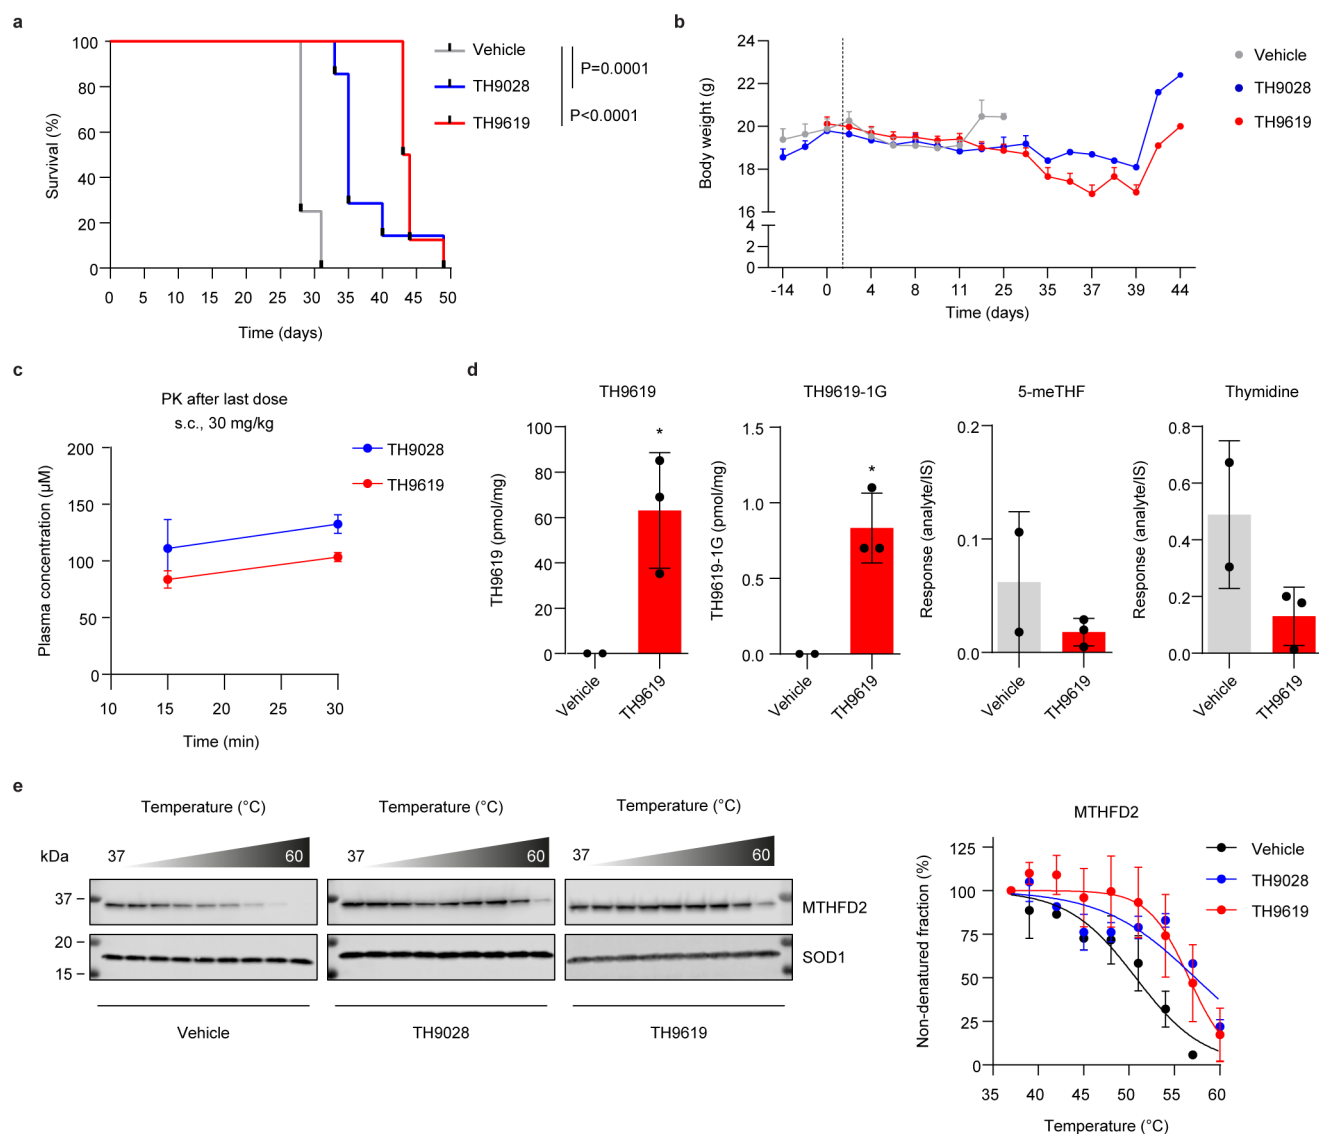 a
100
80
60
40
20
0
Survival (%)
0 5 10 15 20 25 30 35 40 45 50
Time (days)
Vehicle
TH9028
TH9619
P=0.0001
P<0.0001
b
24
22
20
18
16
4
2
0
Body weight (g)
-14 0 4 8 11 25 35 37 39 44
Time (days)
Vehicle
TH9028
TH9619
c
PK after last dose
s.c., 30 mg/kg
200
150
100
50
0
Plasma concentration (µM)
10 15 20 25 30
Time (min)
TH9028
TH9619
d
TH9619
100
80
60
40
20
0
TH9619 (pmol/mg)
*
Vehicle
TH9619
TH9619-1G
1.5
1.0
0.5
0.0
TH9619-1G (pmol/mg)
*
Vehicle
TH9619
5-meTHF
0.2
0.1
0.0
Response (analyte/IS)
Vehicle
TH9619
Thymidine
0.8
0.6
0.4
0.2
0.0
Response (analyte/IS)
Vehicle
TH9619
e
Temperature (°C)
Temperature (°C)
Temperature (°C)
kDa
37 60
37 60
37 60
37
MTHFD2
20
15
SOD1
Vehicle
TH9028
TH9619
MTHFD2
125
100
75
50
25
0
Non-denatured fraction (%)
35 40 45 50 55 60
Temperature (°C)
Vehicle
TH9028
TH9619